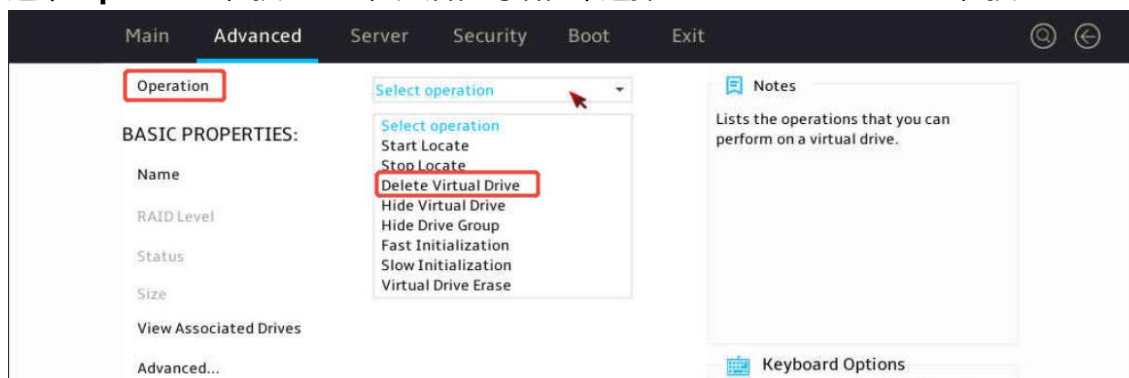 Main Advanced Server Security Boot Exit
Operation
Select operation
Select operation
Start Locate
Stop Locate
Delete Virtual Drive
Hide Virtual Drive
Hide Drive Group
Fast Initialization
Slow Initialization
Virtual Drive Erase
BASIC PROPERTIES:
Name
RAID Level
Status
Size
View Associated Drives
Advanced...
Notes
Lists the operations that you can
perform on a virtual drive.
Keyboard Options